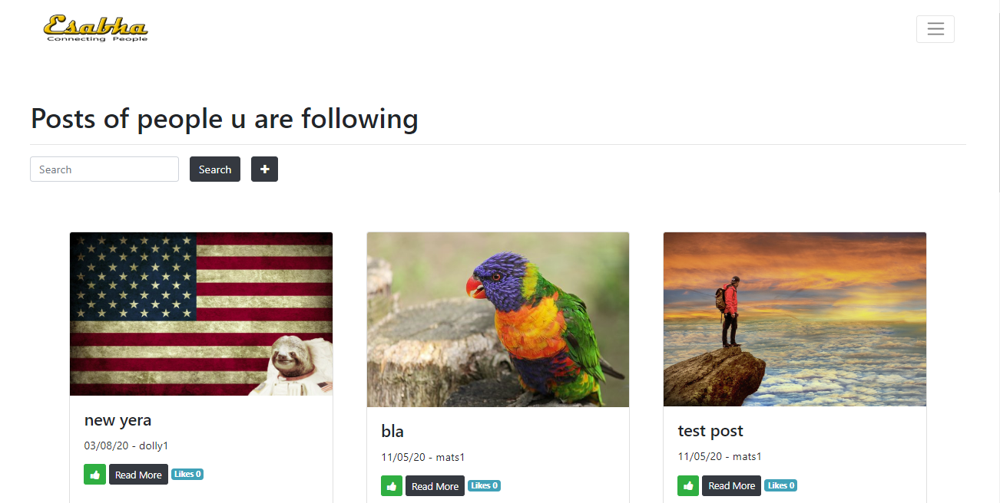 Esabha
Connecting People
Posts of people u are following
Search
Search
new yera
03/08/20 - dolly1
Read More
Likes 0
bla
11/05/20 - mats1
Read More
Likes 0
test post
11/05/20 - mats1
Read More
Likes 0